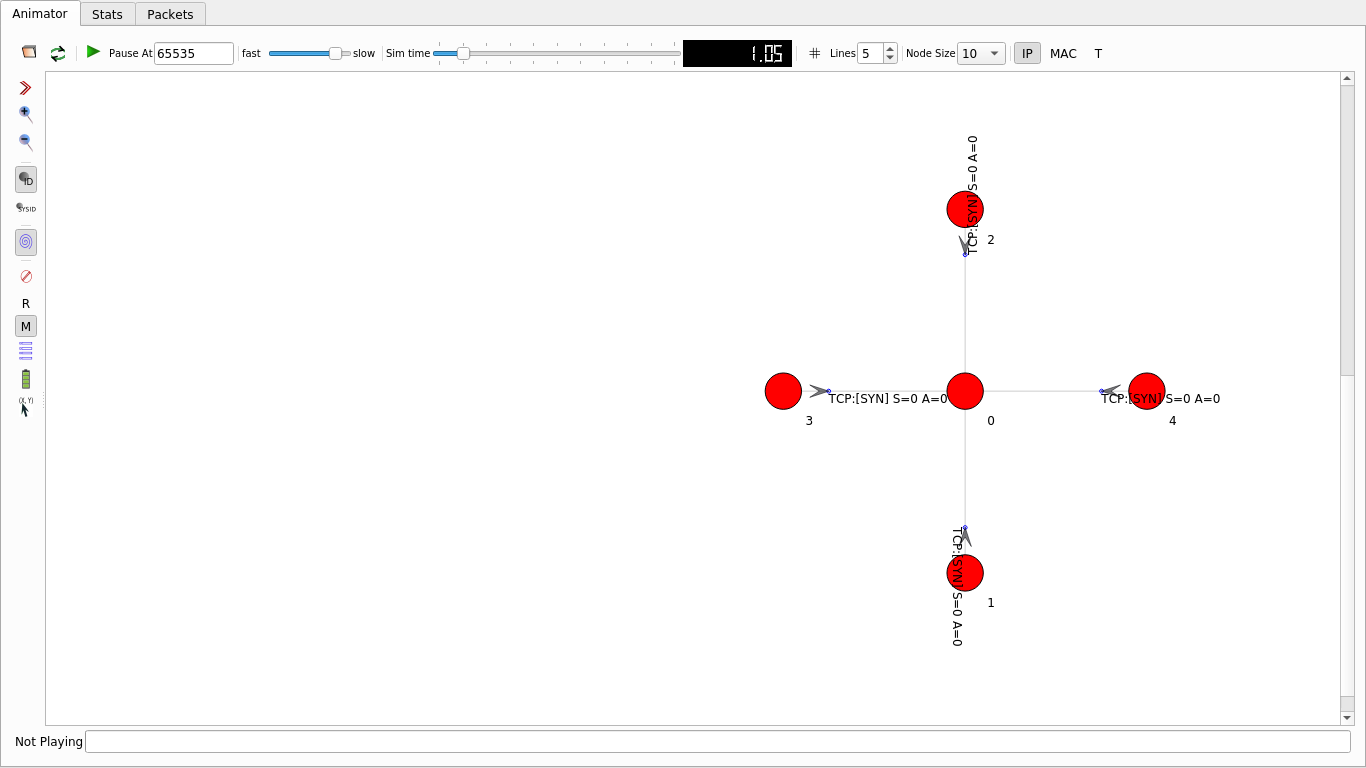 Animator Stats Packets
Pause At 65535 fast slow Sim time 1.05 Lines 5 Node Size 10 IP MAC T
ID
SYSID
R
M
(X, Y)
TCP:[SYN] S=0 A=0
2
TCP:[SYN] S=0 A=0
TCP:[SYN] S=0 A=0
3
0
4
TCP:[SYN] S=0 A=0
1
Not Playing